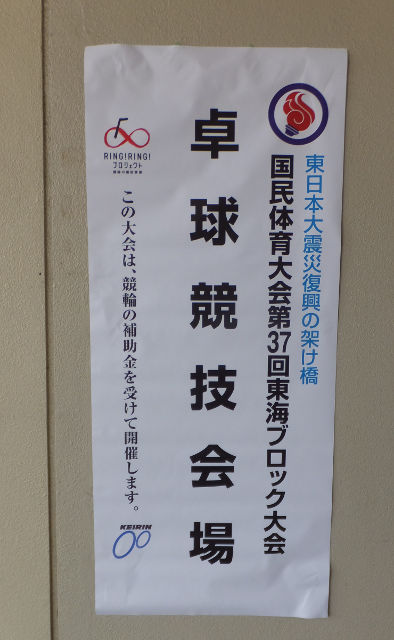 東日本大震災復興の架け橋
国民体育大会第37回東海ブロック大会
卓球競技会場
RING!RING!
プロジェクト
この大会は、競輪の補助金を受けて開催します。
KEIRIN